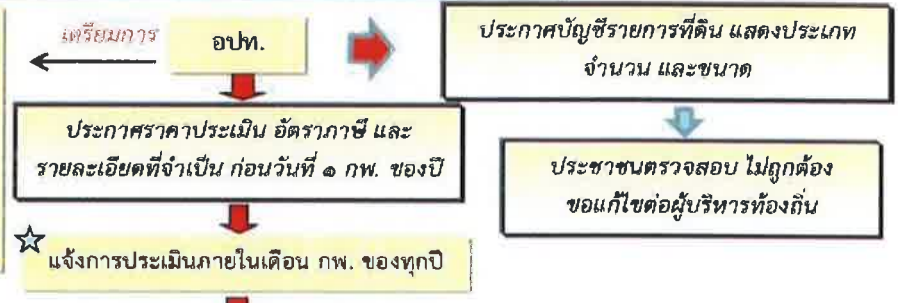 เตรียมการ
อปท.
ประกาศบัญชีรายการที่ดิน แสดงประเภท
จำนวน และขนาด
ประกาศราคาประเมิน อัตราภาษี และ
รายละเอียดที่จำเป็น ก่อนวันที่ ๑ กพ. ของปี
ประชาชนตรวจสอบ ไม่ถูกต้อง
ขอแก้ไขต่อผู้บริหารท้องถิ่น
แจ้งการประเมินภายในเดือน กพ. ของทุกปี